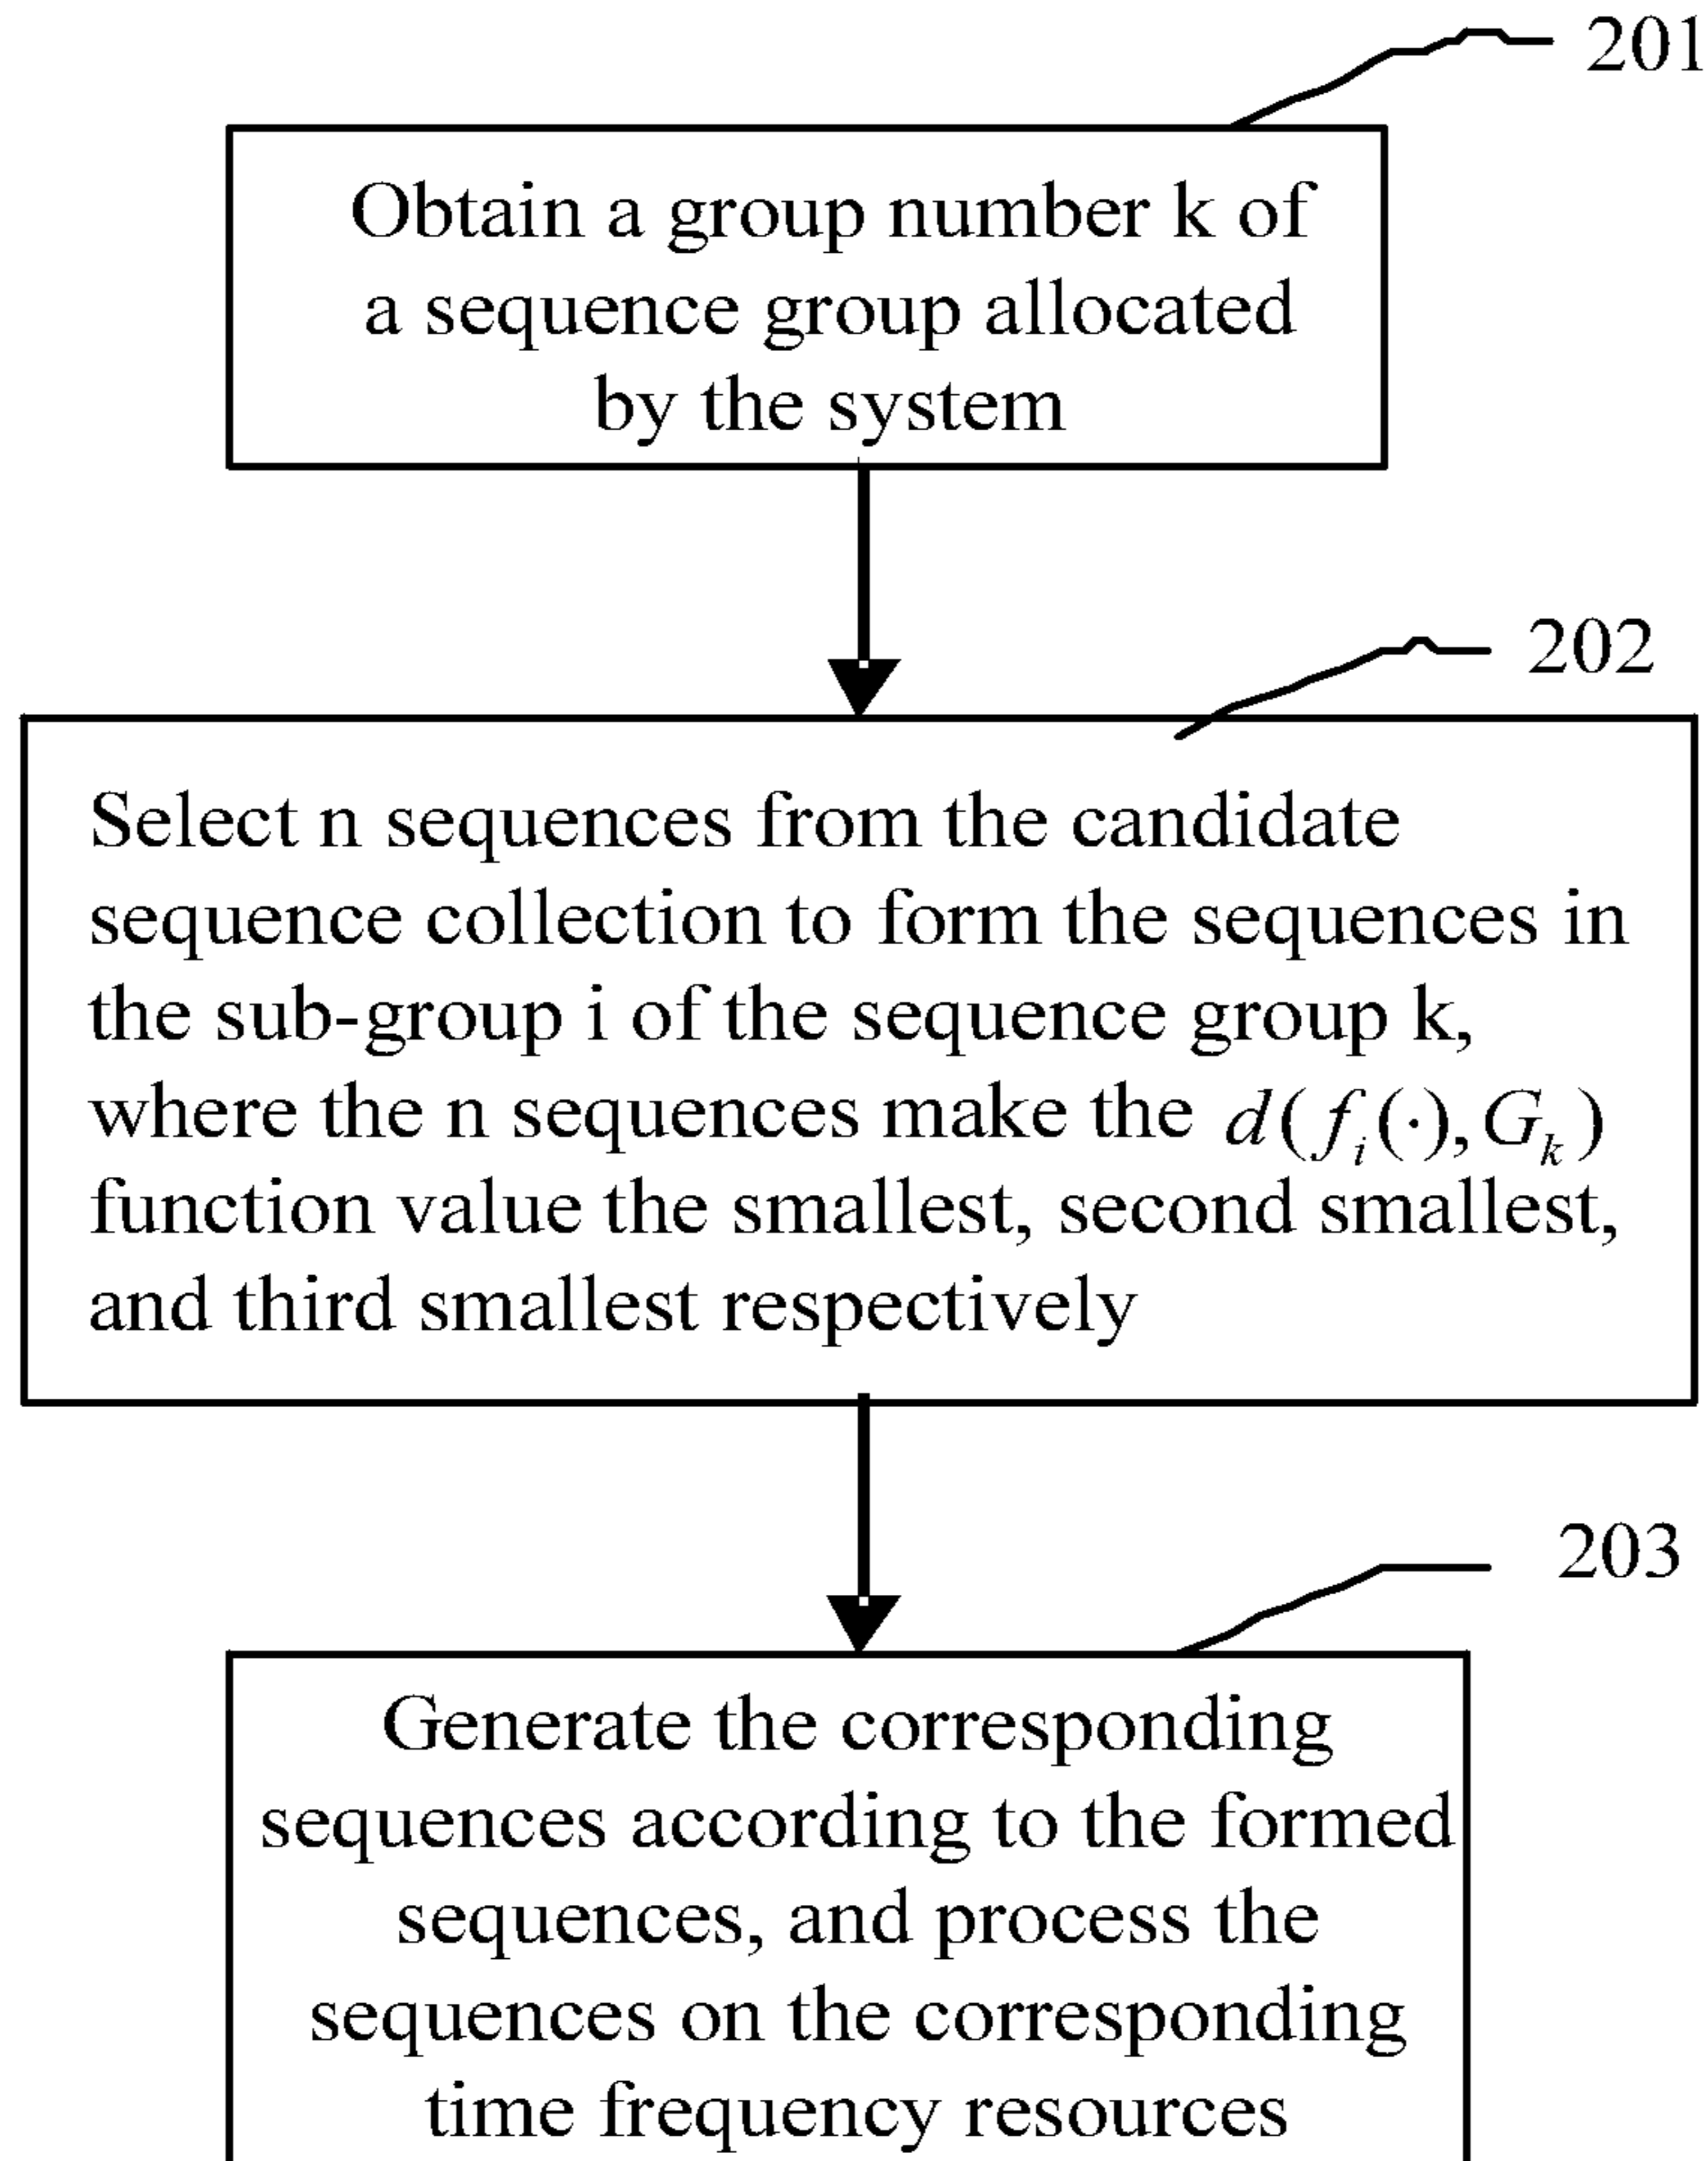 201
Obtain a group number k of
a sequence group allocated
by the system
202
Select n sequences from the candidate
sequence collection to form the sequences in
the sub-group i of the sequence group k,
where the n sequences make the d(f_i(·), G_k)
function value the smallest, second smallest,
and third smallest respectively
203
Generate the corresponding
sequences according to the formed
sequences, and process the
sequences on the corresponding
time frequency resources